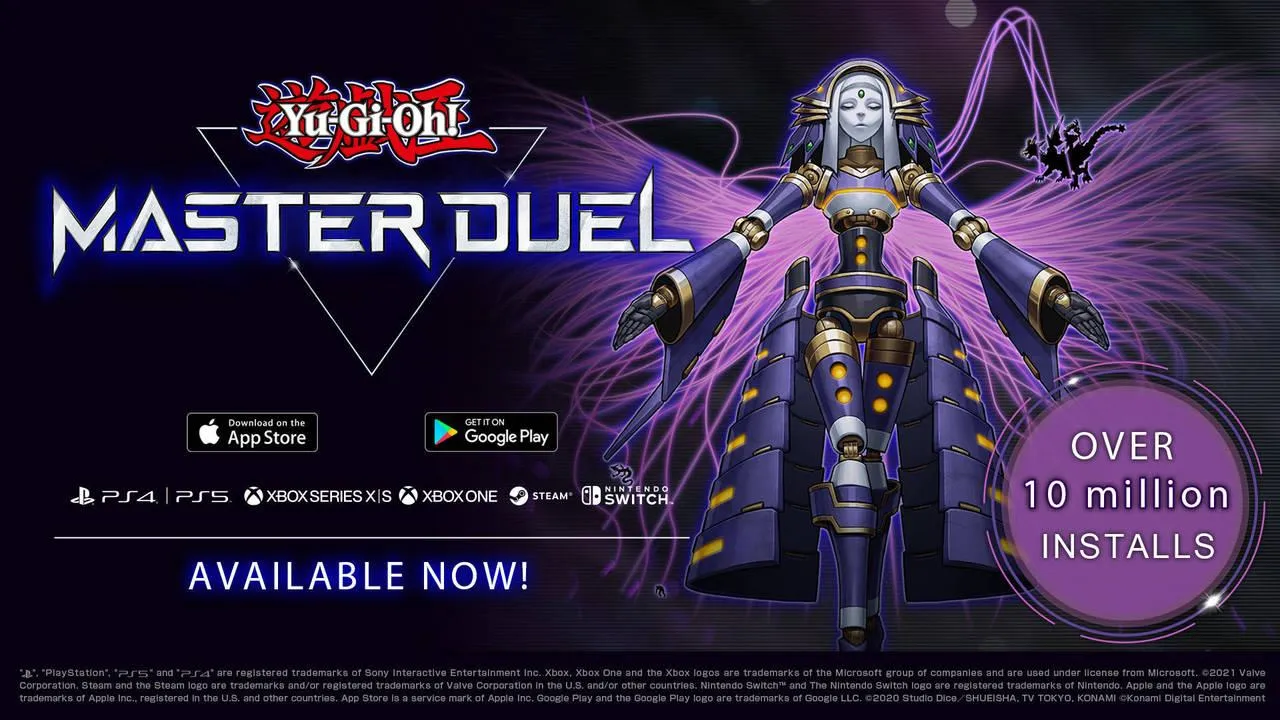 遊戯王
Yu-Gi-Oh!
MASTER DUEL
Download on the
App Store
GET IT ON
Google Play
PS4 | PS5 XBOX SERIES X|S XBOX ONE STEAM® NINTENDO SWITCH™
AVAILABLE NOW!
OVER
10 million
INSTALLS
"", "PlayStation", "PS5" and "PS4" are registered trademarks of Sony Interactive Entertainment Inc. Xbox, Xbox One and the Xbox logos are trademarks of the Microsoft group of companies and are used under license from Microsoft. ©2021 Valve
Corporation. Steam and the Steam logo are trademarks and/or registered trademarks of Valve Corporation in the U.S. and/or other countries. Nintendo Switch™ and The Nintendo Switch logo are registered trademarks of Nintendo. Apple and the Apple logo are
trademarks of Apple Inc., registered in the U.S. and other countries. App Store is a service mark of Apple Inc. Google Play and the Google Play logo are trademarks of Google LLC. ©2020 Studio Dice/SHUEISHA, TV TOKYO, KONAMI ©Konami Digital Entertainment